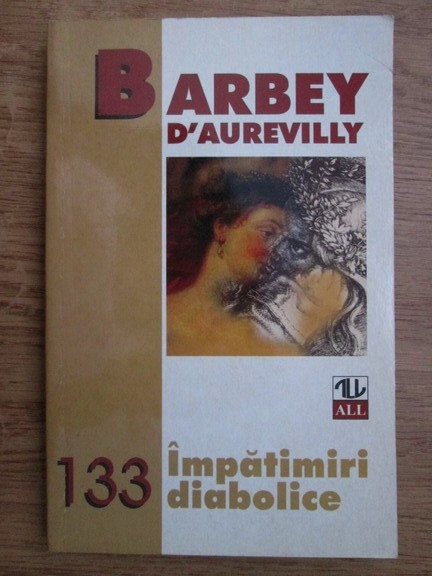 BARBEY
D'AUREVILLY
ALL
133 Împătimiri
diabolice